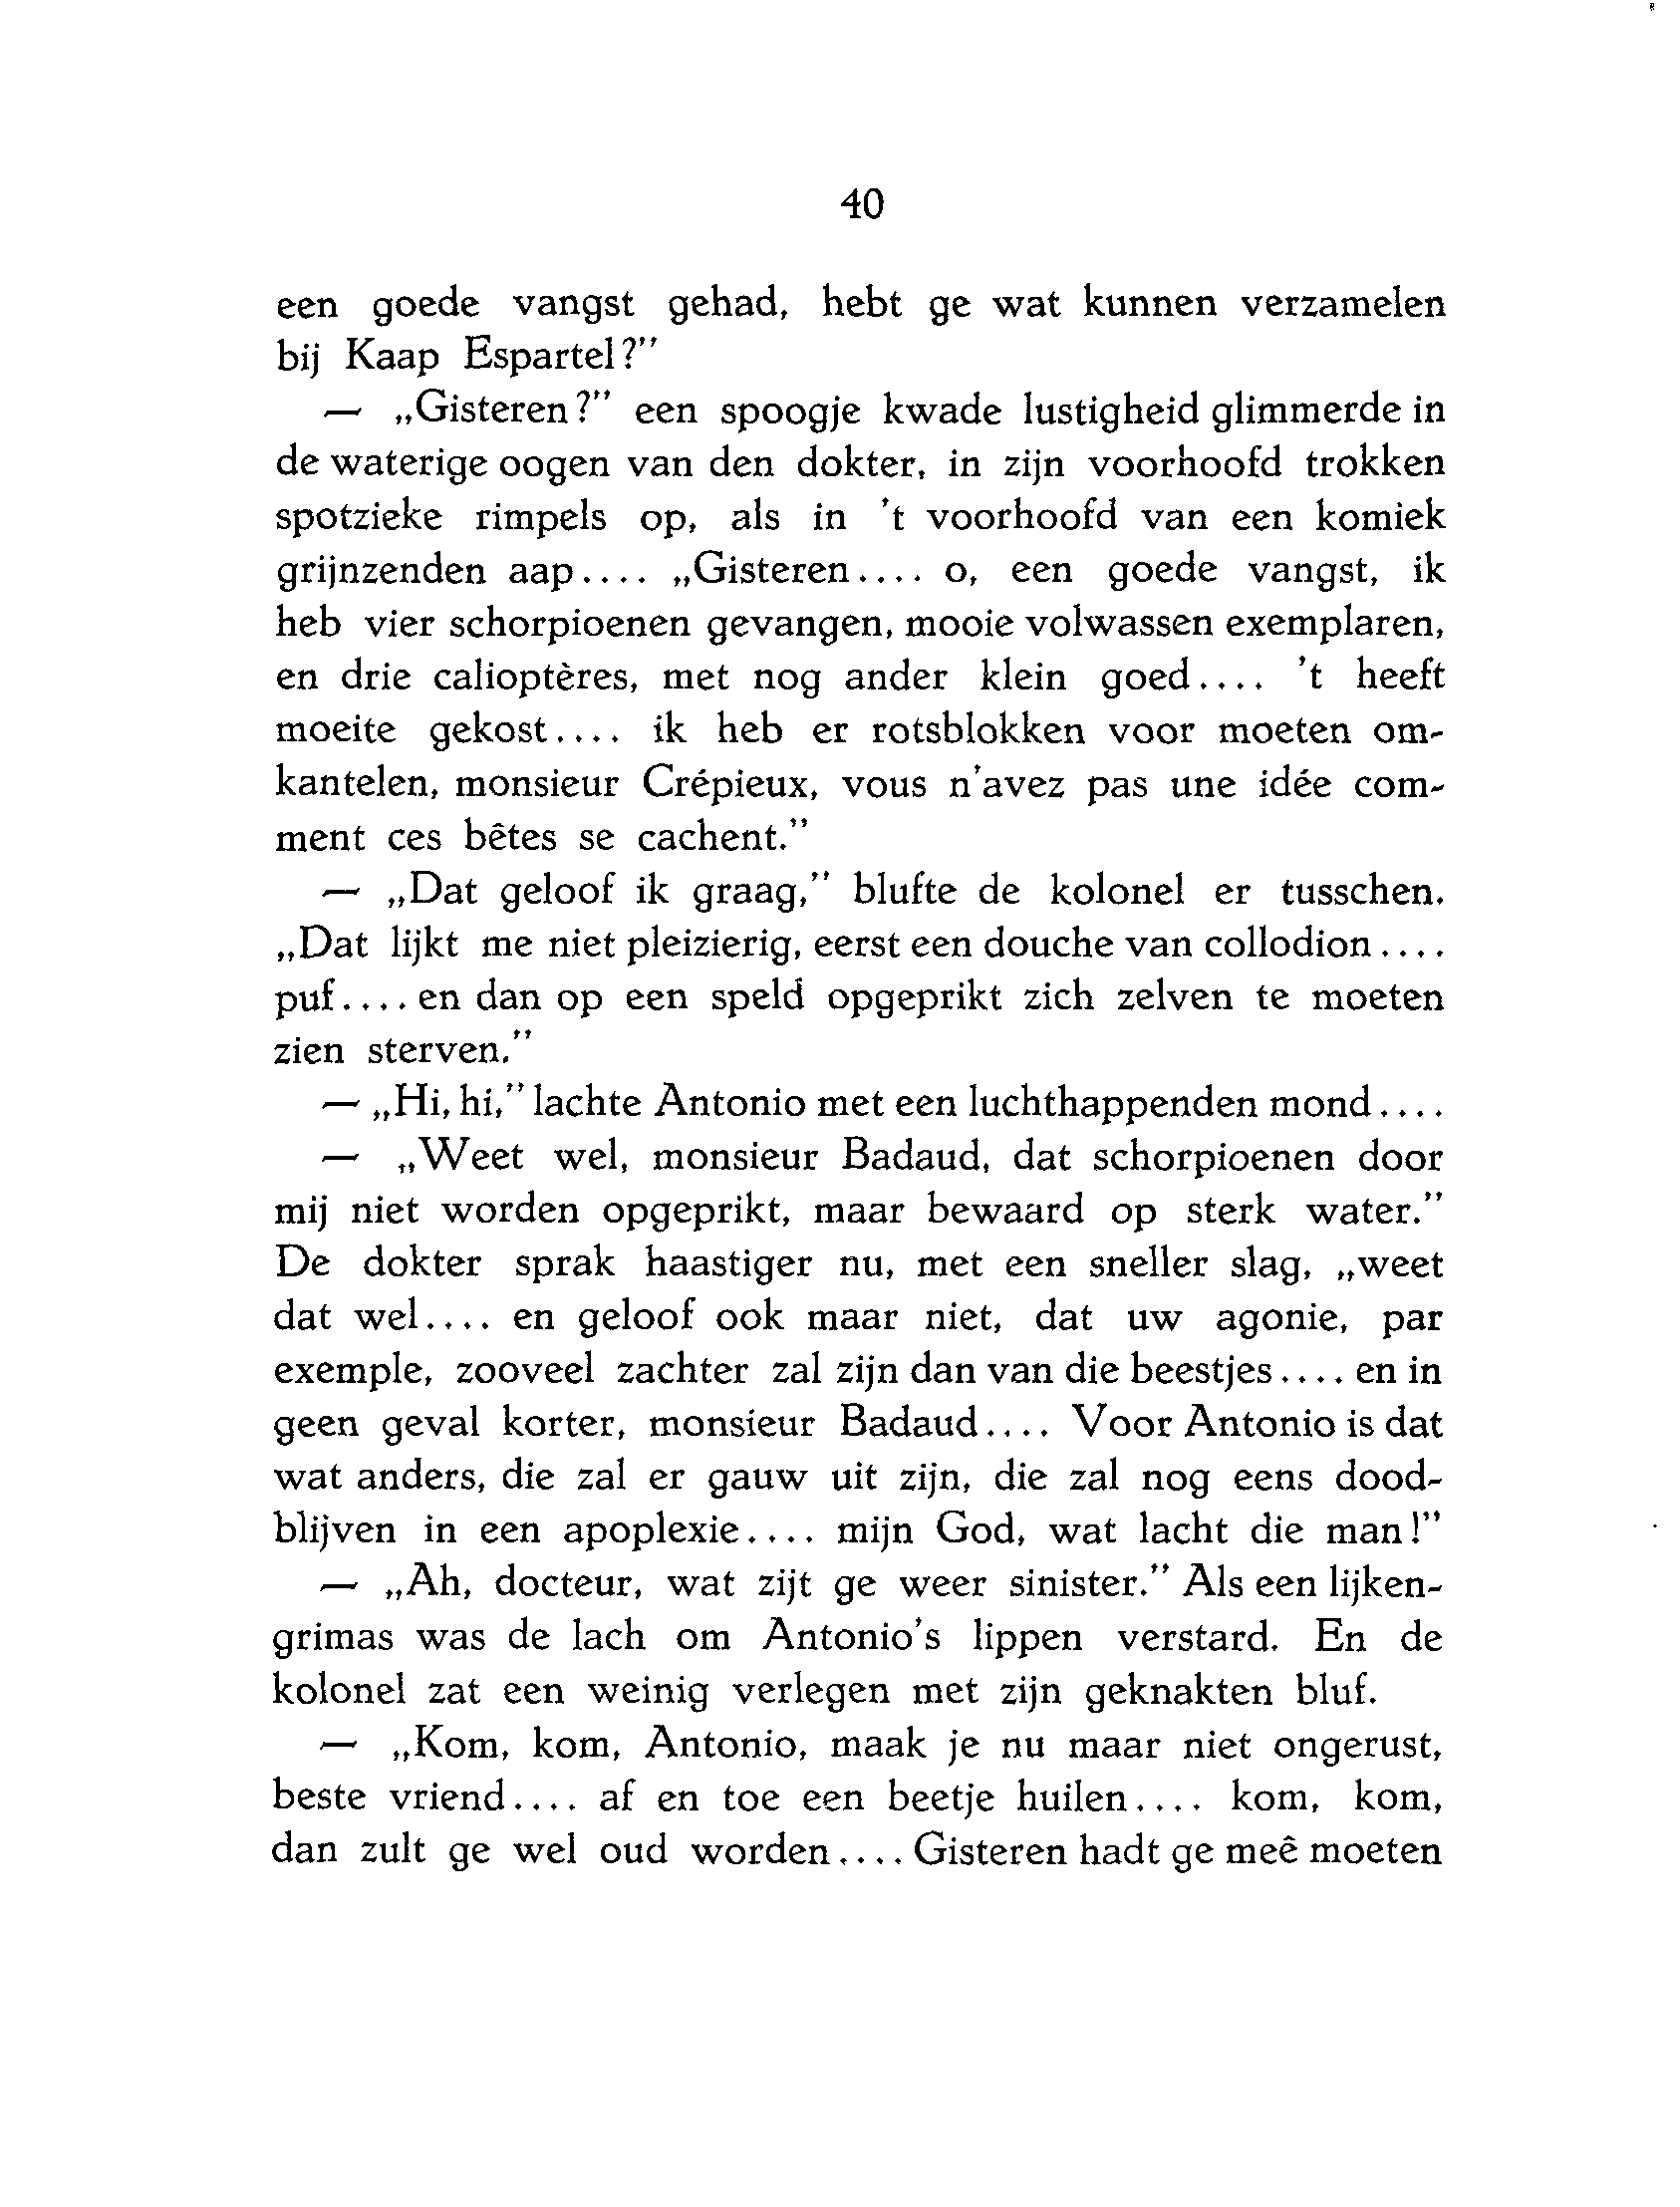 40
een goede vangst gehad, hebt ge wat kunnen verzamelen
bij Kaap Espartel?”
— „Gisteren?” een spoogje kwade lustigheid glimmerde in
de waterige oogen van den dokter, in zijn voorhoofd trokken
spotzieke rimpels op, als in 't voorhoofd van een komiek
grijnzenden aap.... „Gisteren.... o, een goede vangst, ik
heb vier schorpioenen gevangen, mooie volwassen exemplaren,
en drie calioptères, met nog ander klein goed.... 't heeft
moeite gekost.... ik heb er rotsblokken voor moeten om-
kantelen, monsieur Crépieux, vous n'avez pas une idée com-
ment ces bêtes se cachent.”
— „Dat geloof ik graag,” blufte de kolonel er tusschen.
„Dat lijkt me niet pleizierig, eerst een douche van collodion....
puf.... en dan op een speld opgeprikt zich zelven te moeten
zien sterven.”
— „Hi, hi,” lachte Antonio met een luchthappenden mond....
— „Weet wel, monsieur Badaud, dat schorpioenen door
mij niet worden opgeprikt, maar bewaard op sterk water.”
De dokter sprak haastiger nu, met een sneller slag, „weet
dat wel.... en geloof ook maar niet, dat uw agonie, par
exemple, zooveel zachter zal zijn dan van die beestjes.... en in
geen geval korter, monsieur Badaud.... Voor Antonio is dat
wat anders, die zal er gauw uit zijn, die zal nog eens dood-
blijven in een apoplexie.... mijn God, wat lacht die man!”
— „Ah, docteur, wat zijt ge weer sinister.” Als een lijken-
grimas was de lach om Antonio's lippen verstard. En de
kolonel zat een weinig verlegen met zijn geknakten bluf.
— „Kom, kom, Antonio, maak je nu maar niet ongerust,
beste vriend.... af en toe een beetje huilen.... kom, kom,
dan zult ge wel oud worden.... Gisteren hadt ge meê moeten